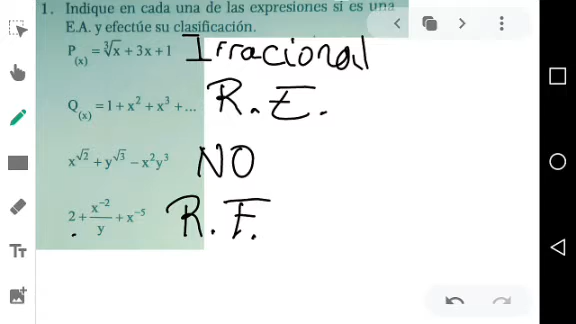 1. Indique en cada una de las expresiones si es una
E.A. y efectúe su clasificación.
P(x) = ∛x + 3x + 1 Irracional
Q(x) = 1 + x² + x³ + ... R. E.
x^√2 + y^√3 − x²y³ NO
2 + x⁻²/y + x⁻⁵ R. F.
Tт